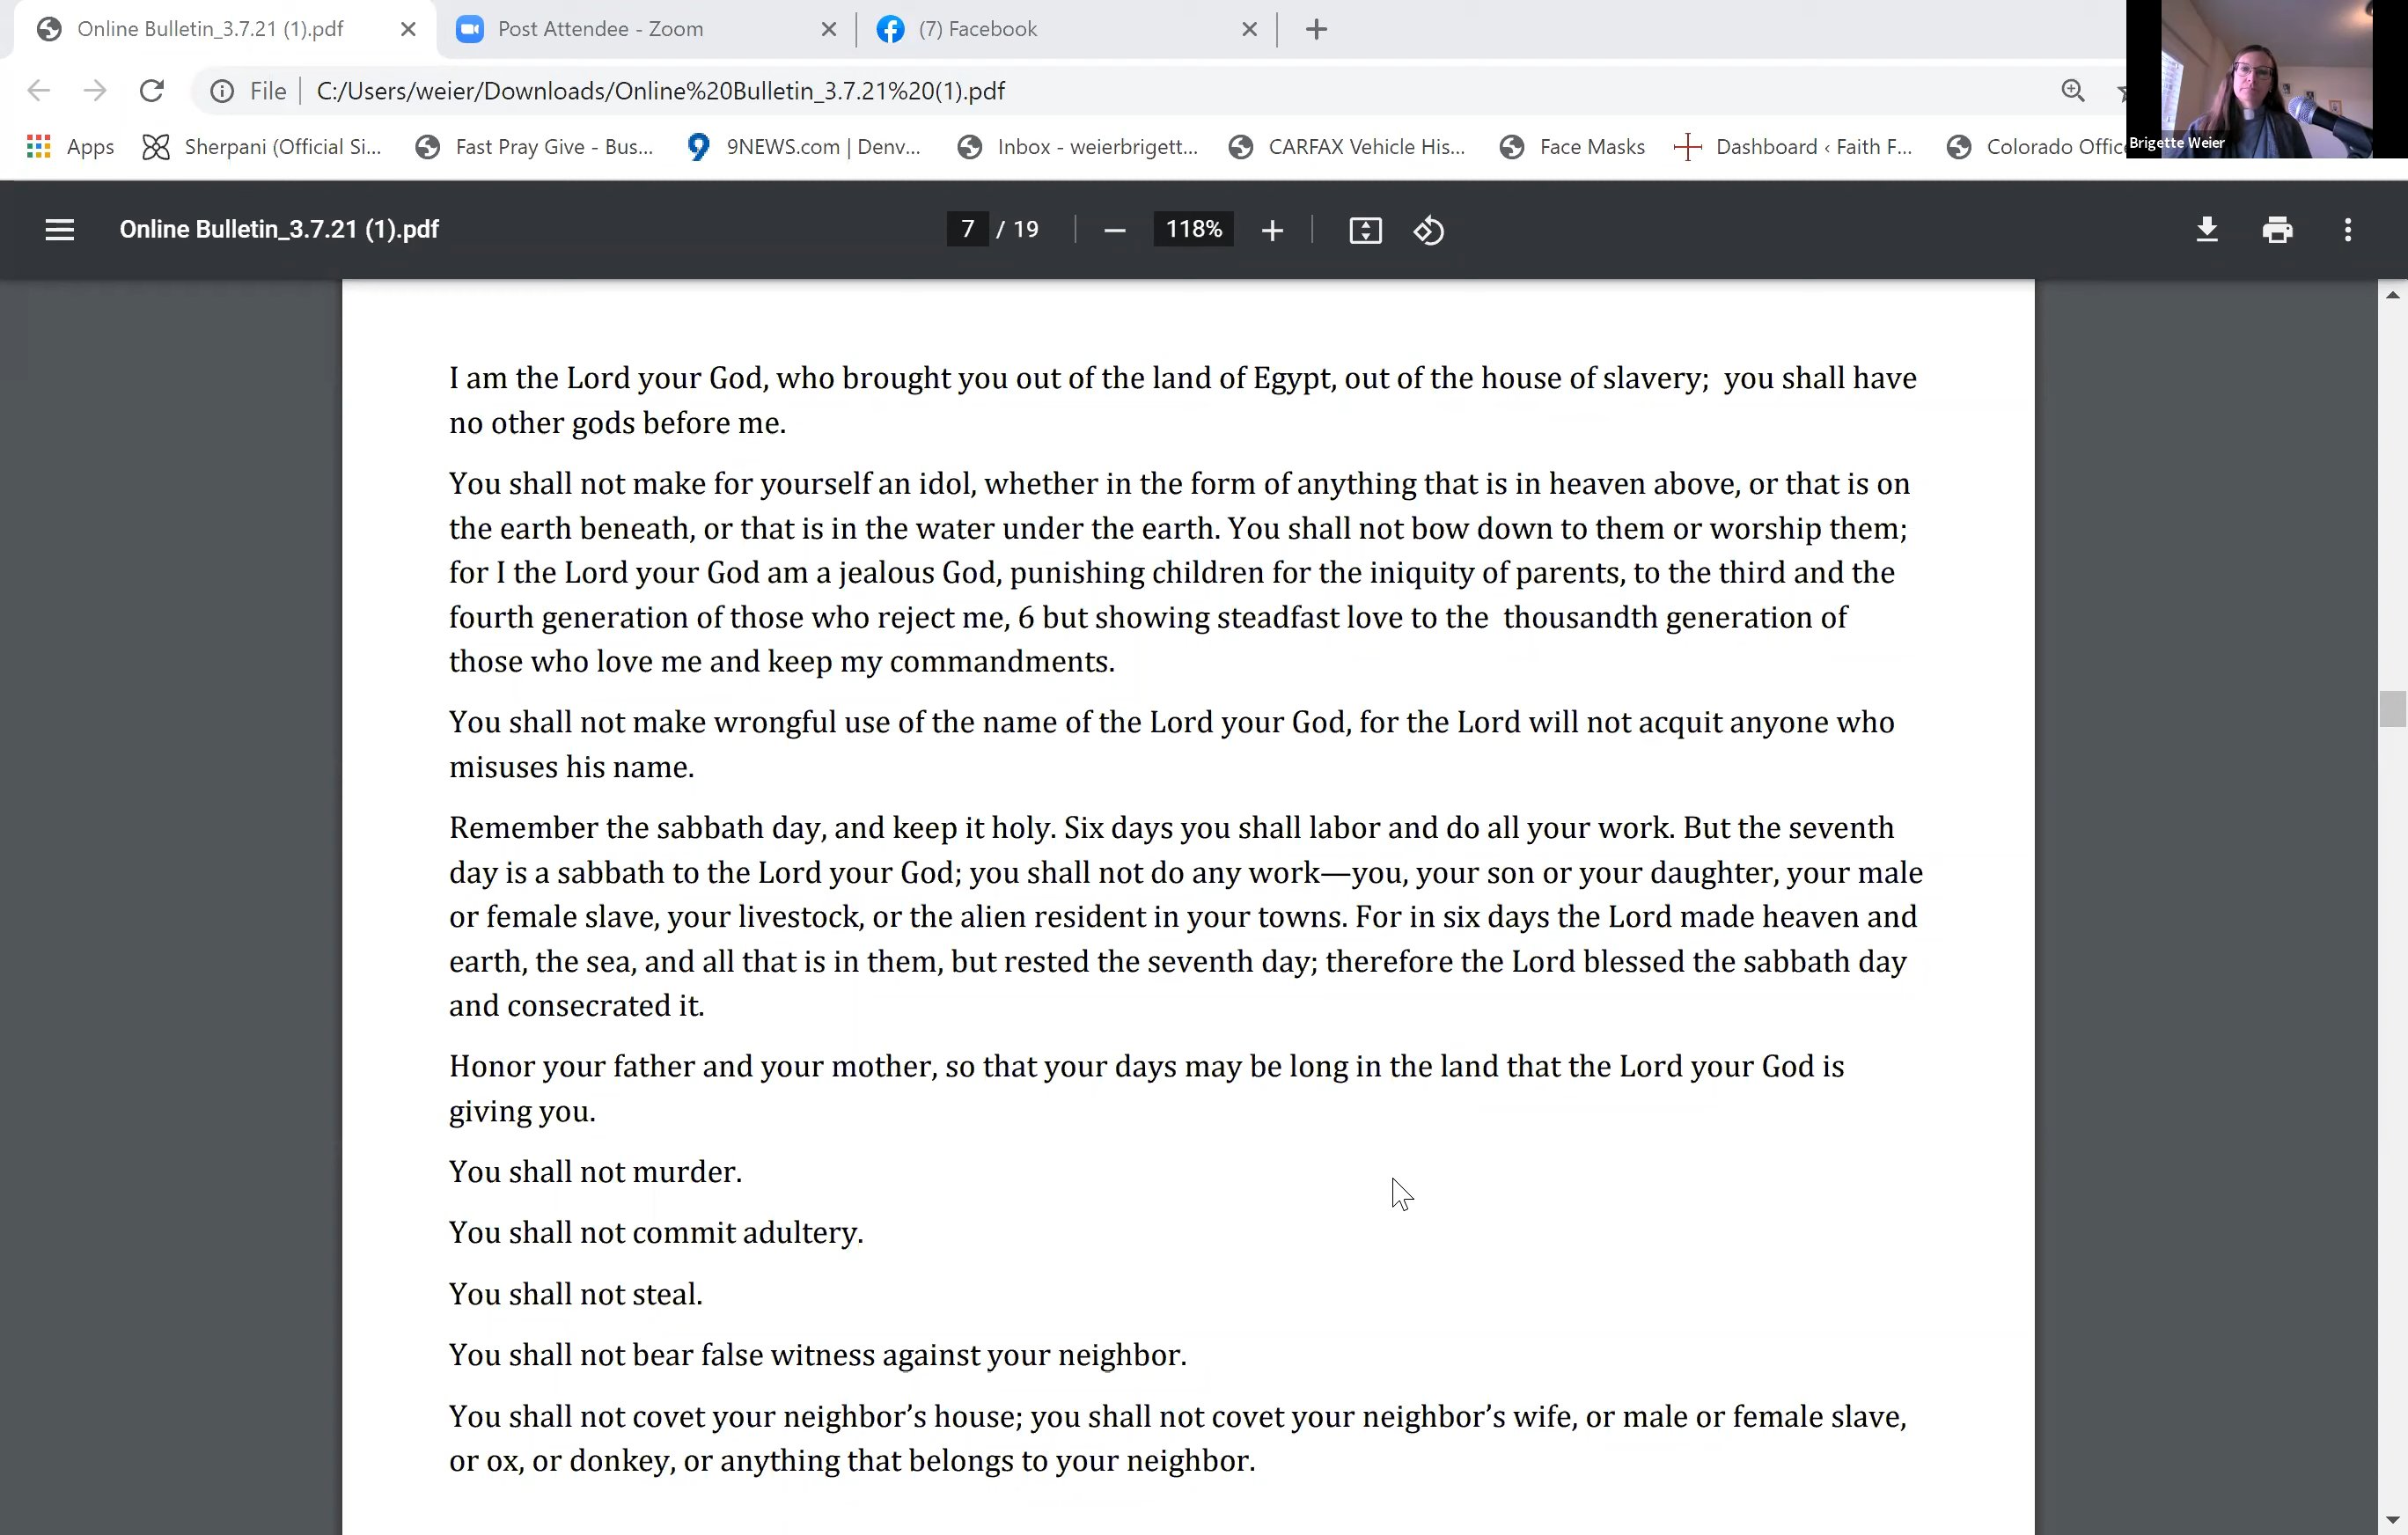 Online Bulletin_3.7.21 (1).pdf
Post Attendee - Zoom
(7) Facebook
File
C:/Users/weier/Downloads/Online%20Bulletin_3.7.21%20(1).pdf
Apps
Sherpani (Official Si...
Fast Pray Give - Bus...
9NEWS.com | Denv...
Inbox - weierbrigett...
CARFAX Vehicle His...
Face Masks
Dashboard ‹ Faith F...
Colorado Offic
Brigette Weier
Online Bulletin_3.7.21 (1).pdf
7 / 19
118%
I am the Lord your God, who brought you out of the land of Egypt, out of the house of slavery;  you shall have
no other gods before me.
You shall not make for yourself an idol, whether in the form of anything that is in heaven above, or that is on
the earth beneath, or that is in the water under the earth. You shall not bow down to them or worship them;
for I the Lord your God am a jealous God, punishing children for the iniquity of parents, to the third and the
fourth generation of those who reject me, 6 but showing steadfast love to the  thousandth generation of
those who love me and keep my commandments.
You shall not make wrongful use of the name of the Lord your God, for the Lord will not acquit anyone who
misuses his name.
Remember the sabbath day, and keep it holy. Six days you shall labor and do all your work. But the seventh
day is a sabbath to the Lord your God; you shall not do any work—you, your son or your daughter, your male
or female slave, your livestock, or the alien resident in your towns. For in six days the Lord made heaven and
earth, the sea, and all that is in them, but rested the seventh day; therefore the Lord blessed the sabbath day
and consecrated it.
Honor your father and your mother, so that your days may be long in the land that the Lord your God is
giving you.
You shall not murder.
You shall not commit adultery.
You shall not steal.
You shall not bear false witness against your neighbor.
You shall not covet your neighbor’s house; you shall not covet your neighbor’s wife, or male or female slave,
or ox, or donkey, or anything that belongs to your neighbor.